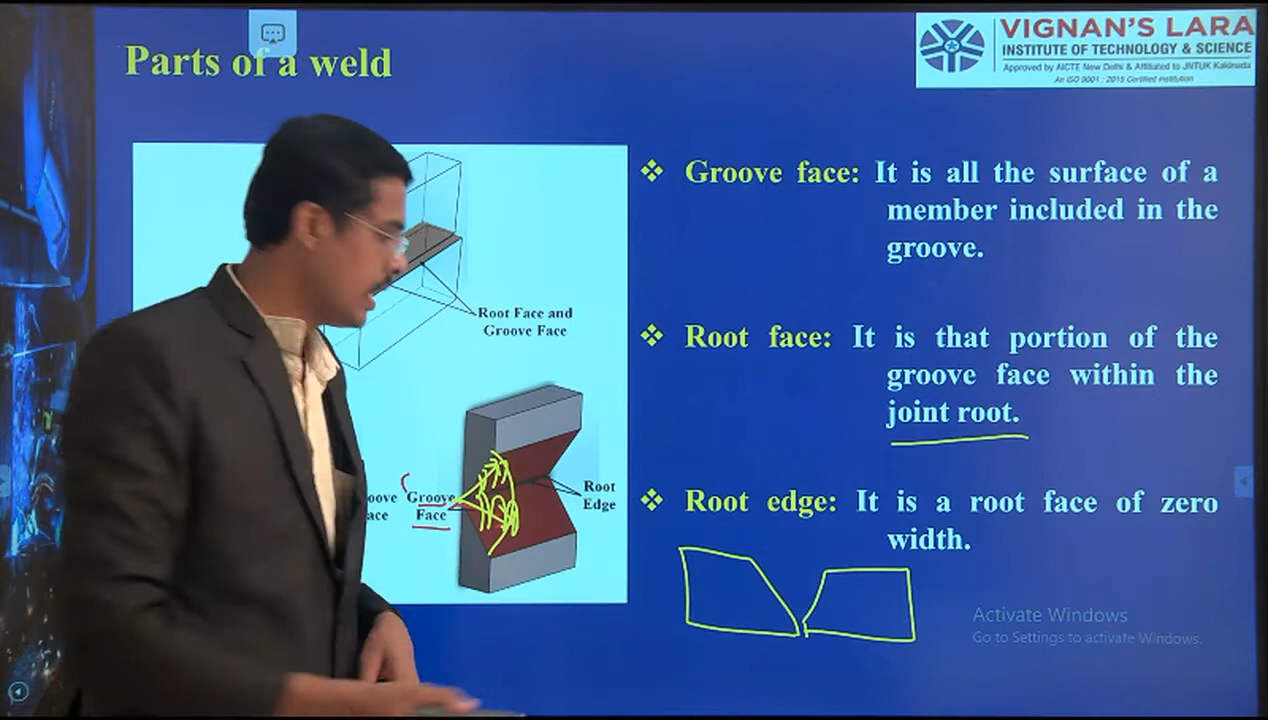 Parts of a weld
VIGNAN'S LARA
INSTITUTE OF TECHNOLOGY & SCIENCE
Approved by AICTE New Delhi & Affiliated to JNTUK Kakinada
An ISO 9001 : 2015 Certified Institution
Root Face and
Groove Face
oove
ace
Groove
Face
Root
Edge
❖ Groove face: It is all the surface of a
member included in the
groove.
❖ Root face: It is that portion of the
groove face within the
joint root.
❖ Root edge: It is a root face of zero
width.
Activate Windows
Go to Settings to activate Windows.